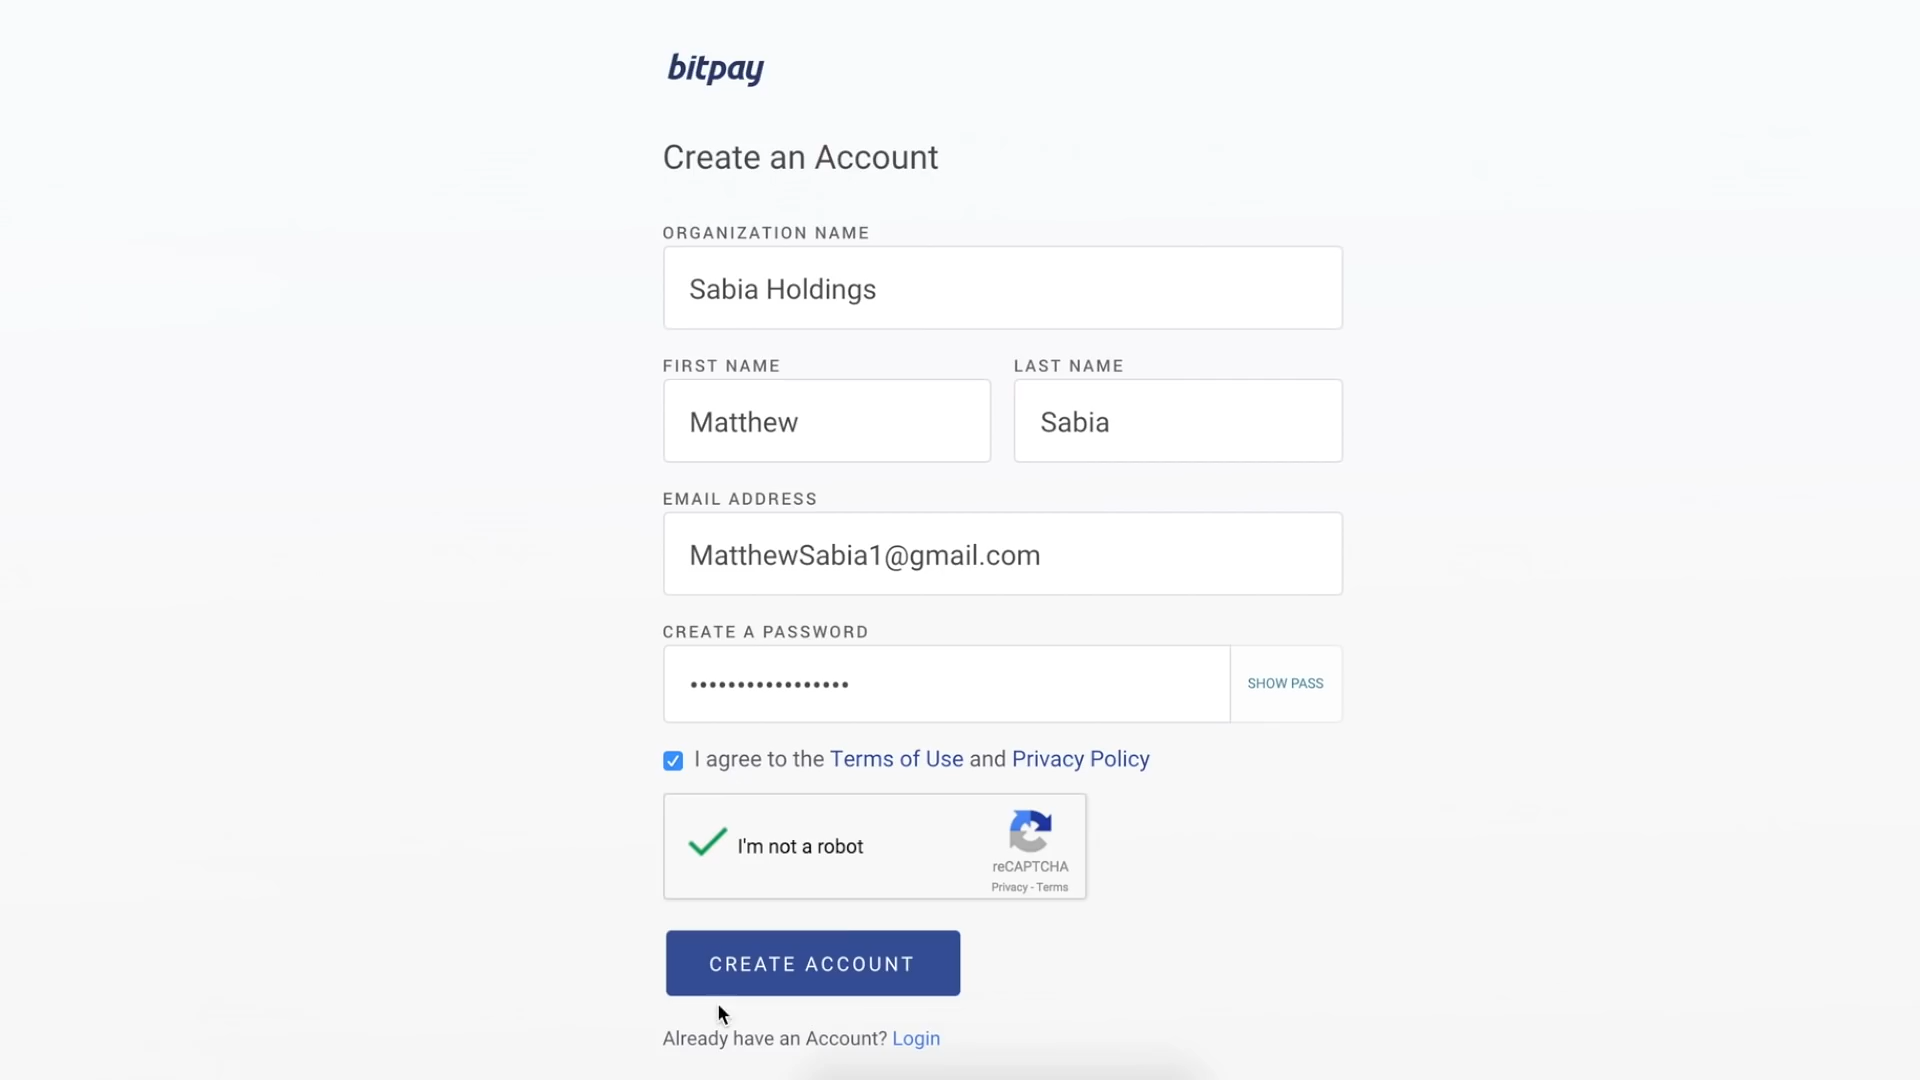 bitpay
Create an Account
ORGANIZATION NAME
Sabia Holdings
FIRST NAME
LAST NAME
Matthew
Sabia
EMAIL ADDRESS
MatthewSabia1@gmail.com
CREATE A PASSWORD
•••••••••••••••••
SHOW PASS
I agree to the Terms of Use and Privacy Policy
I'm not a robot
reCAPTCHA
Privacy - Terms
CREATE ACCOUNT
Already have an Account? Login